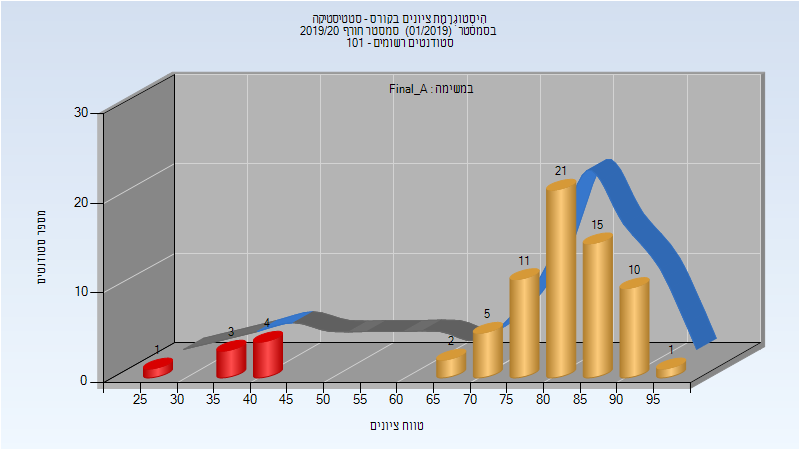 היסטוגרמת ציונים בקורס - סטטיסטיקה
בסמסטר (01/2019) סמסטר חורף 2019/20
סטודנטים רשומים - 101
במשימה : Final_A
30
20
10
0
מספר סטודנטים
1
3
4
2
5
11
21
15
10
1
25 30 35 40 45 50 55 60 65 70 75 80 85 90 95
טווח ציונים